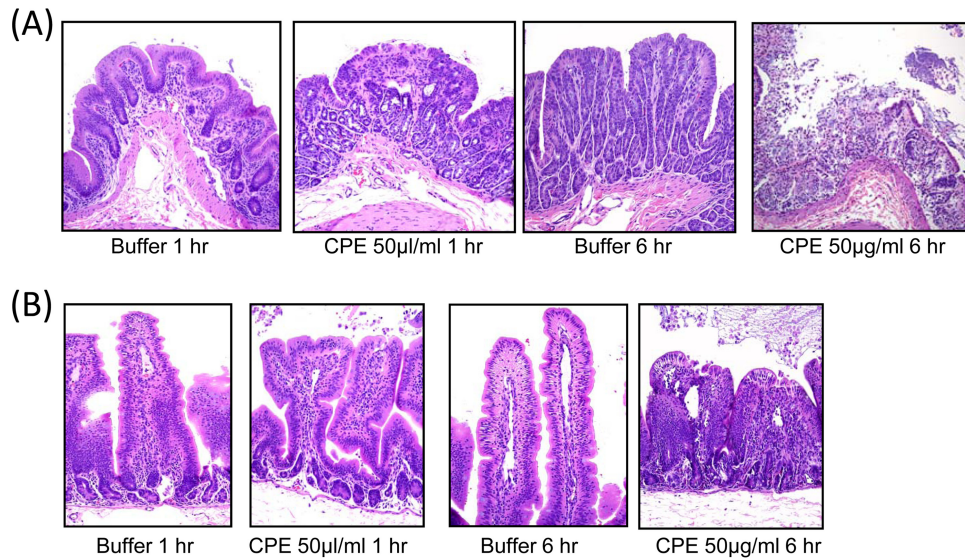 (A)
Buffer 1 hr
CPE 50µl/ml 1 hr
Buffer 6 hr
CPE 50µg/ml 6 hr
(B)
Buffer 1 hr
CPE 50µl/ml 1 hr
Buffer 6 hr
CPE 50µg/ml 6 hr